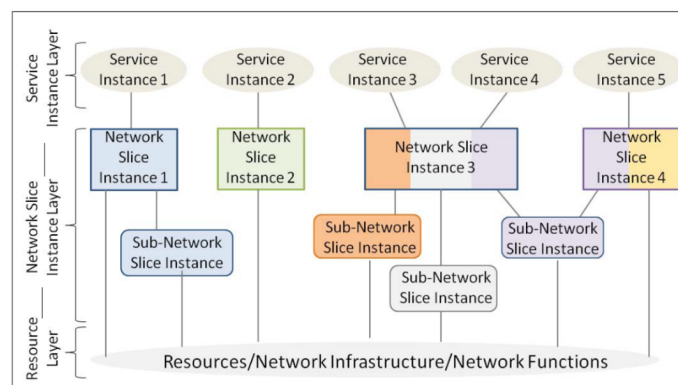 Service
Instance Layer
Service
Instance 1
Service
Instance 2
Service
Instance 3
Service
Instance 4
Service
Instance 5
Network Slice
Instance Layer
Network
Slice
Instance 1
Network
Slice
Instance 2
Network Slice
Instance 3
Network
Slice
Instance 4
Sub-Network
Slice Instance
Sub-Network
Slice Instance
Sub-Network
Slice Instance
Sub-Network
Slice Instance
Resource
Layer
Resources/Network Infrastructure/Network Functions